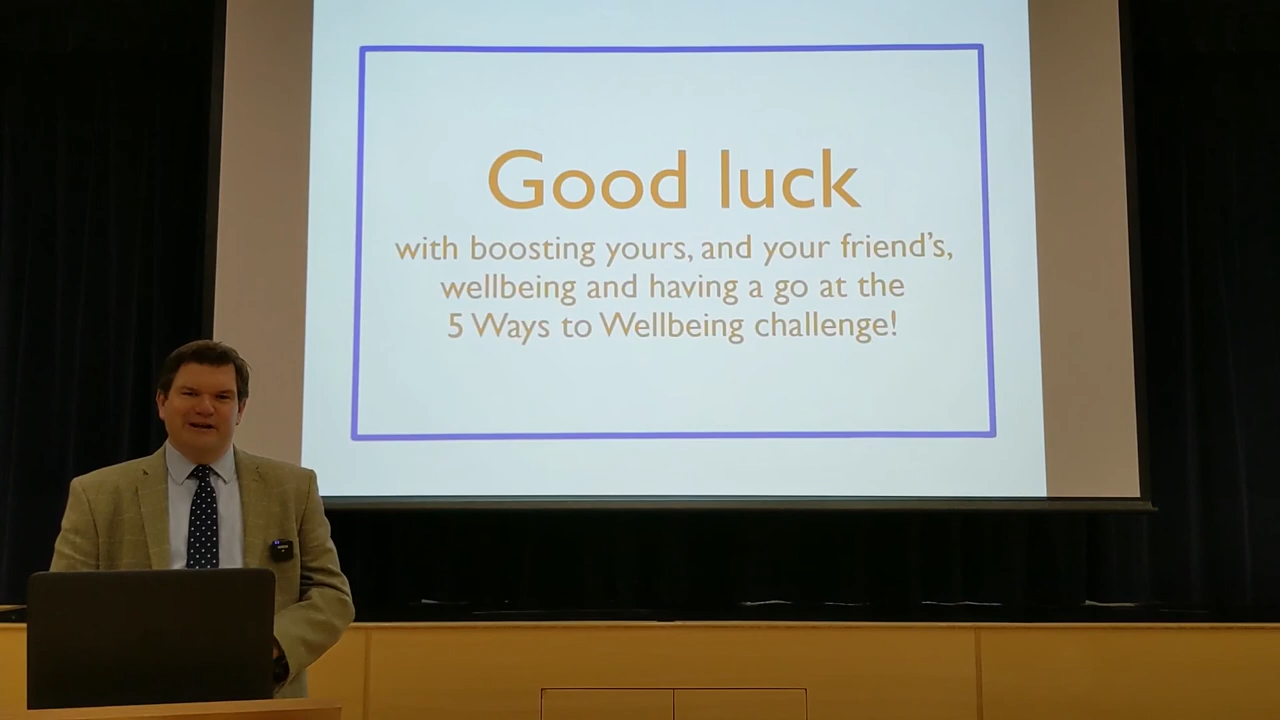 Good luck
with boosting yours, and your friend's,
wellbeing and having a go at the
5 Ways to Wellbeing challenge!